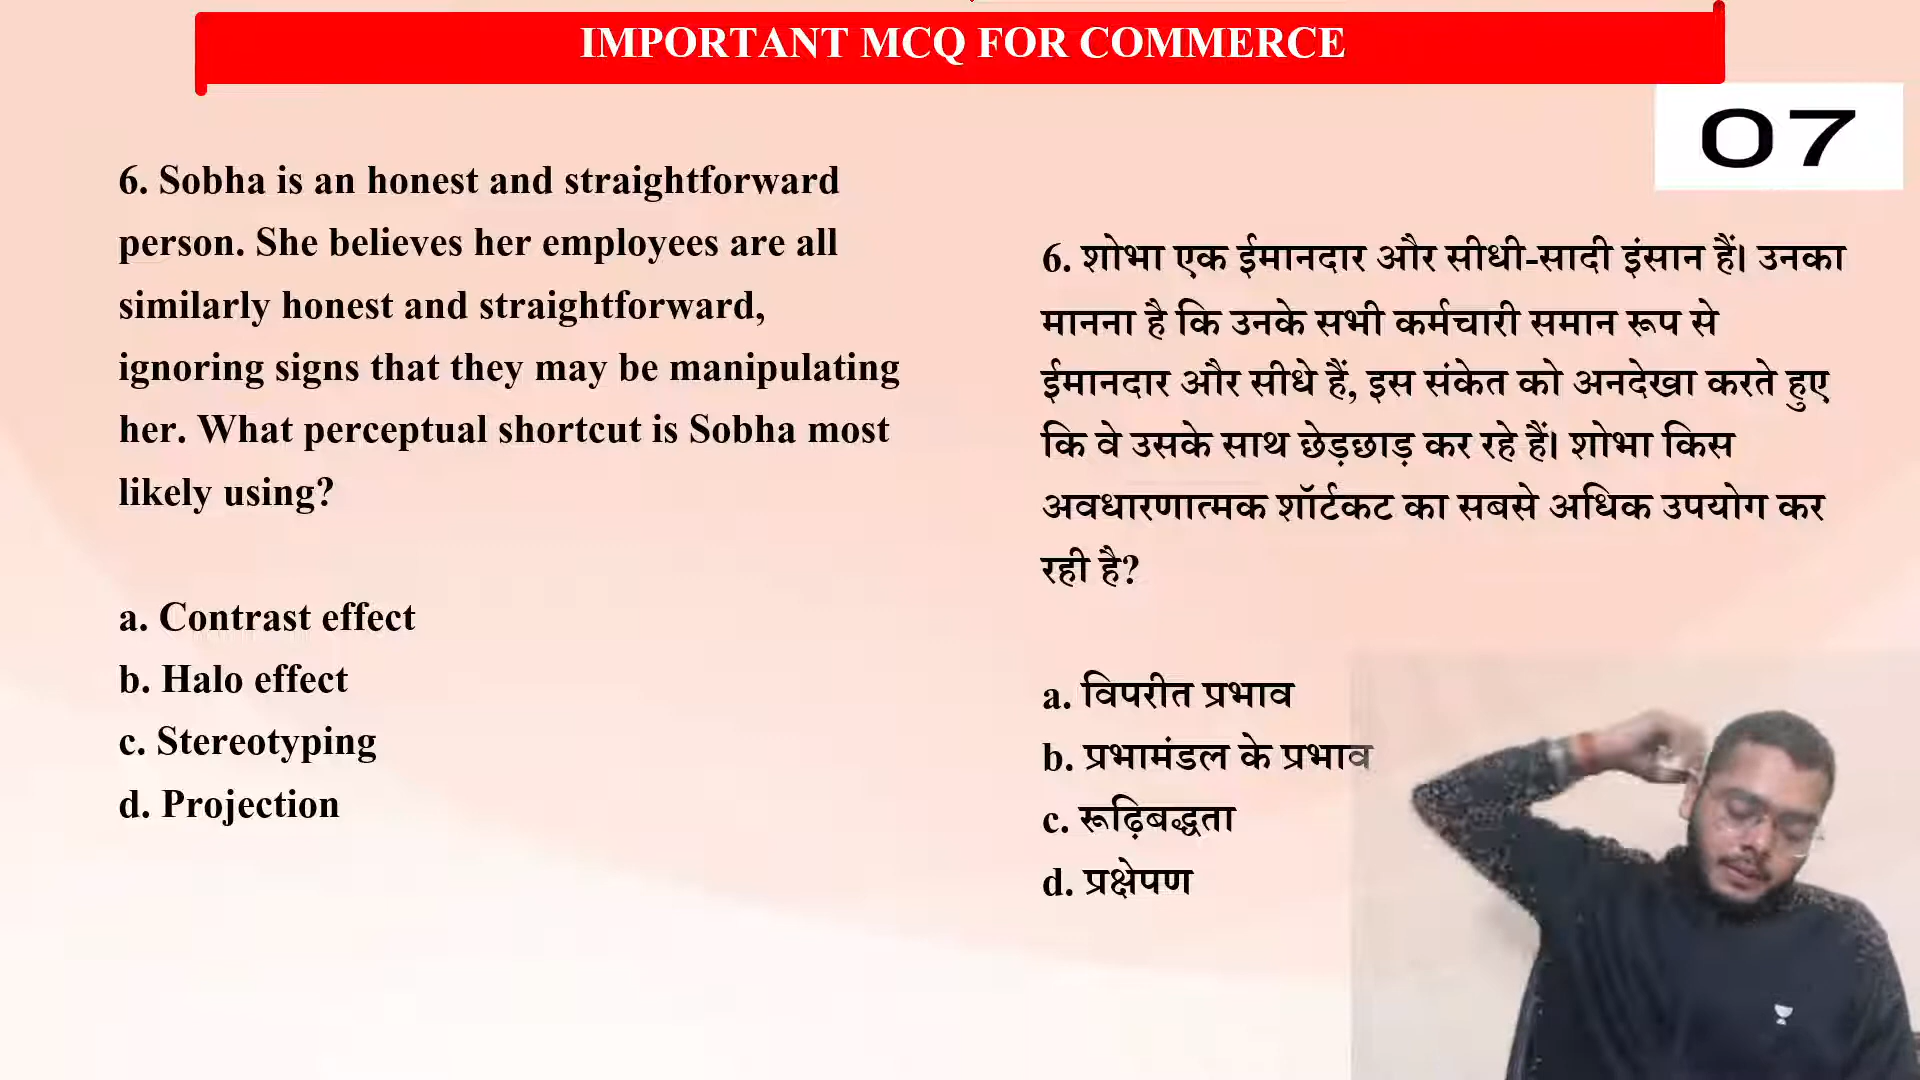 IMPORTANT MCQ FOR COMMERCE
07
6. Sobha is an honest and straightforward
person. She believes her employees are all
similarly honest and straightforward,
ignoring signs that they may be manipulating
her. What perceptual shortcut is Sobha most
likely using?
a. Contrast effect
b. Halo effect
c. Stereotyping
d. Projection
6. शोभा एक ईमानदार और सीधी-सादी इंसान हैं। उनका
मानना है कि उनके सभी कर्मचारी समान रूप से
ईमानदार और सीधे हैं, इस संकेत को अनदेखा करते हुए
कि वे उसके साथ छेड़छाड़ कर रहे हैं। शोभा किस
अवधारणात्मक शॉर्टकट का सबसे अधिक उपयोग कर
रही है?
a. विपरीत प्रभाव
b. प्रभामंडल के प्रभाव
c. रूढ़िबद्धता
d. प्रक्षेपण